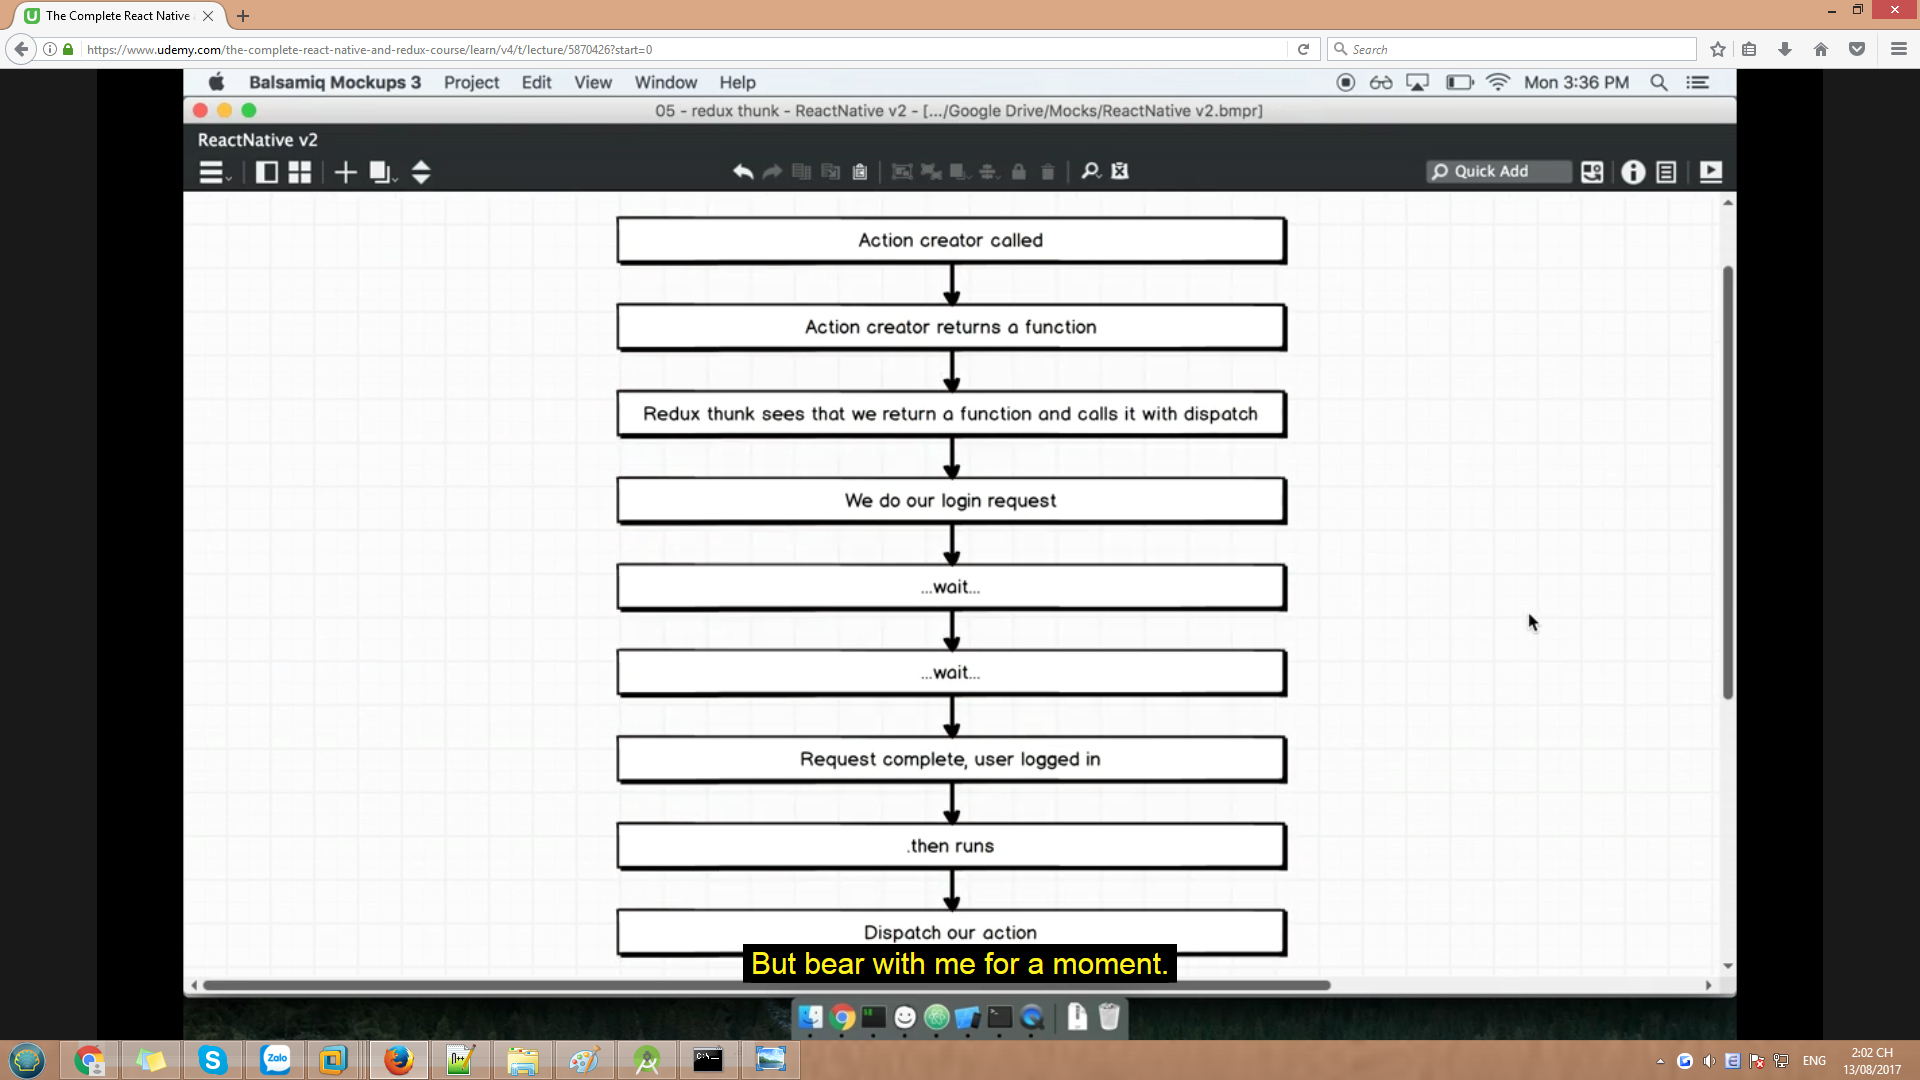 The Complete React Native
https://www.udemy.com/the-complete-react-native-and-redux-course/learn/v4/t/lecture/5870426?start=0
Search
Balsamiq Mockups 3 Project Edit View Window Help Mon 3:36 PM
05 - redux thunk - ReactNative v2 - [.../Google Drive/Mocks/ReactNative v2.bmpr]
ReactNative v2
Quick Add
Action creator called
Action creator returns a function
Redux thunk sees that we return a function and calls it with dispatch
We do our login request
...wait...
...wait...
Request complete, user logged in
.then runs
Dispatch our action
But bear with me for a moment.
Zalo
C:\_
ENG
2:02 CH
13/08/2017